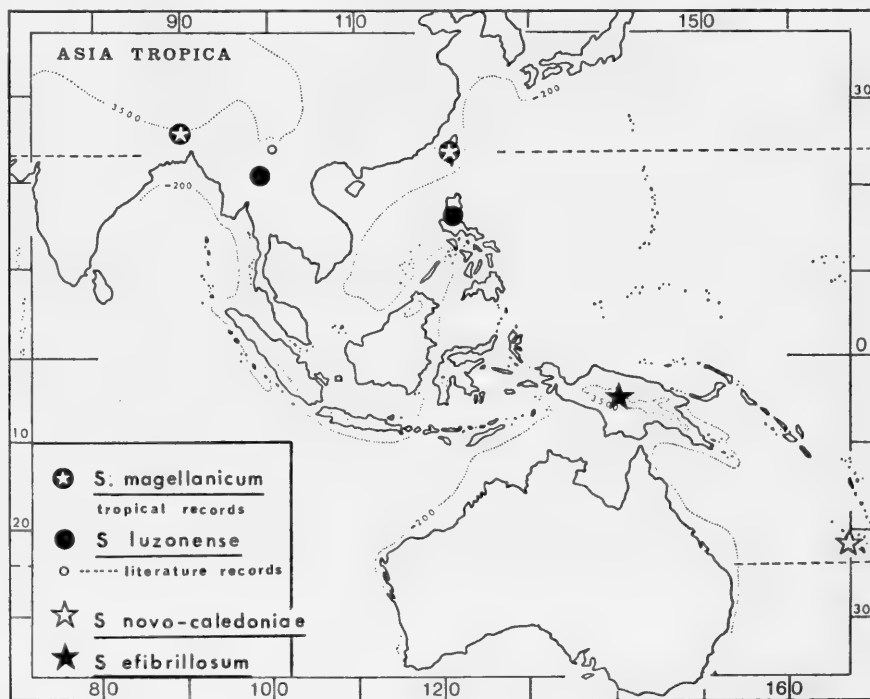 90 110 150
ASIA TROPICA
3500
-200
30
-200
0
3500
10
S. magellanicum
tropical records
S luzonense
literature records
-200
20
S novo-caledoniae
30
S efibrillosum
80 100 120 140 160